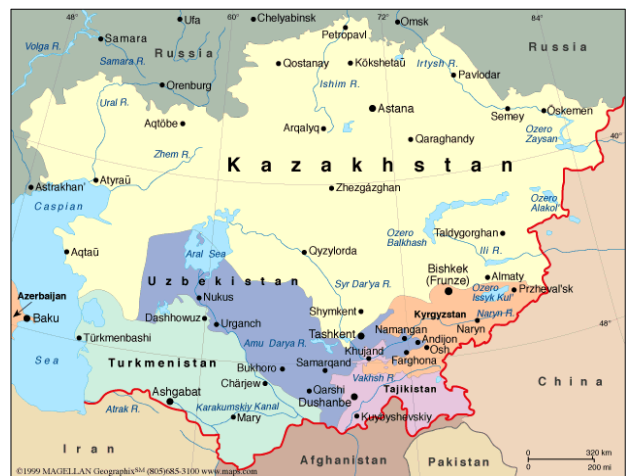 48°
60°
72°
84°
Ufa
Chelyabinsk
Omsk
Petropavl
Volga R.
Samara
Samara R.
Russia
Russia
Qostanay
Kökshetaū
Irtysh R.
Pavlodar
Orenburg
Ishim R.
Ural R.
Astana
Semey
Öskemen
Aqtöbe
Arqalyq
Qaraghandy
Ozero
Zaysan
40°
Zhem R.
Kazakhstan
Astrakhan'
Atyraū
Zhezgázghan
Caspian
Ozero
Alakol'
Aral Sea
Ozero
Balkhash
Taldygorghan
Aqtaū
Qyzylorda
Ili R.
Bishkek
(Frunze)
Almaty
Uzbekistan
Syr Dar'ya R.
Ozero
Issyk Kul'
Przheval'sk
Azerbaijan
Nukus
Shymkent
Kyrgyzstan
Naryn R.
Baku
Dashhowuz
Urganch
Tashkent
Namangan
Naryn
48°
Türkmenbashi
Amu Darya R.
Andijon
Khujand
Osh
Sea
Turkmenistan
Samarqand
Farghona
Bukhoro
Vakhsh R.
Chärjew
Tajikistan
China
Ashgabat
Qarshi
Dushanbe
Atrak R.
Karakumskiy Kanal
Mary
Kuybyshevskiy
Iran
Afghanistan
Pakistan
0
320 km
0
200 mi
©1999 MAGELLAN Geographix℠ (805)685-3100 www.maps.com